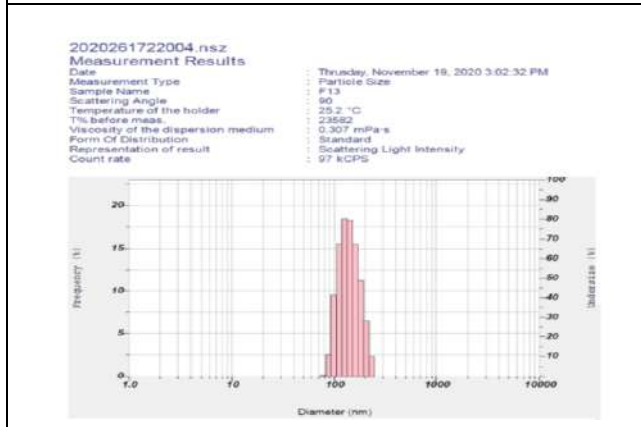 2020261722004.nsz
Measurement Results
Date : Thrusday, November 19, 2020 3:02:32 PM
Measurement Type : Particle Size
Sample Name : F13
Scattering Angle : 90
Temperature of the holder : 25.2 °C
T% before meas. : 23582
Viscosity of the dispersion medium : 0.307 mPa·s
Form Of Distribution : Standard
Representation of result : Scattering Light Intensity
Count rate : 97 kCPS
100
90
20
80
70
15
60
Frequency (%)
Undersize (%)
50
10
40
30
5
20
10
0
1.0 10 100 1000 10000
Diameter (nm)